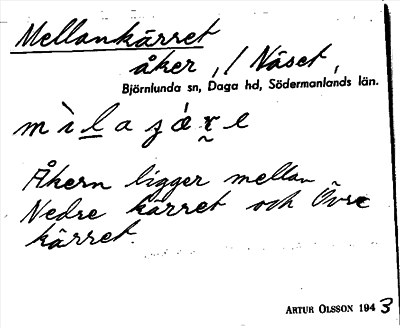 Mellankärret
åker, / Näset,
Björnlunda sn, Daga hd, Södermanlands län.
Åkern ligger mellan
Nedre kärret och Övre
kärret.
ARTUR OLSSON 1943